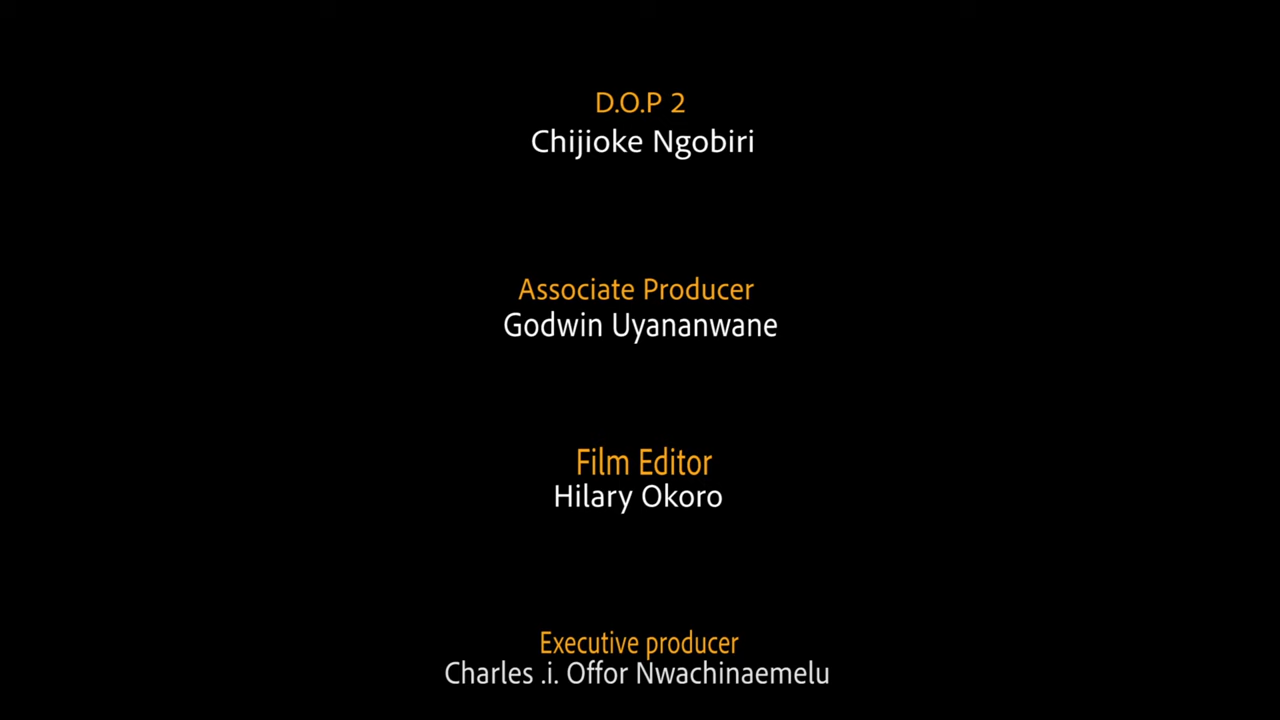 D.O.P 2
Chijioke Ngobiri
Associate Producer
Godwin Uyananwane
Film Editor
Hilary Okoro
Executive producer
Charles .i. Offor Nwachinaemelu